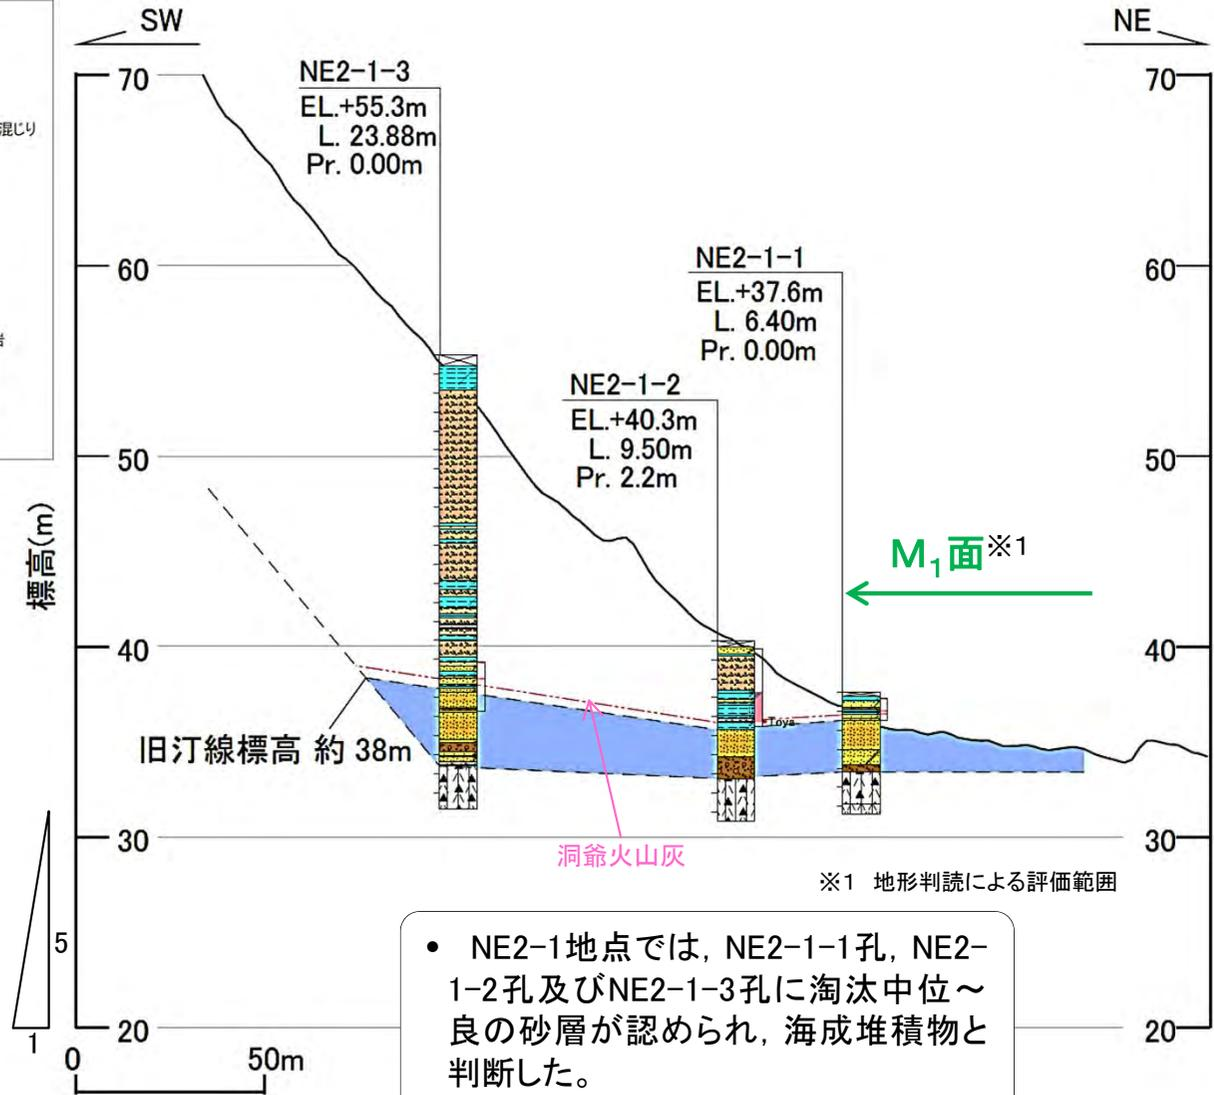 SW
NE
混じり
岩
70
60
50
40
30
20
標高(m)
NE2-1-3
EL.+55.3m
L. 23.88m
Pr. 0.00m
NE2-1-1
EL.+37.6m
L. 6.40m
Pr. 0.00m
NE2-1-2
EL.+40.3m
L. 9.50m
Pr. 2.2m
M₁面※1
Toya
旧汀線標高 約 38m
洞爺火山灰
※1 地形判読による評価範囲
70
60
50
40
30
20
5
1
0 50m
• NE2-1地点では, NE2-1-1孔, NE2-
1-2孔及びNE2-1-3孔に淘汰中位～
良の砂層が認められ, 海成堆積物と
判断した。